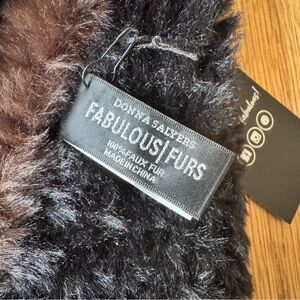 DONNA SALYERS
FABULOUS|FURS
100% FAUX FUR
MADE IN CHINA